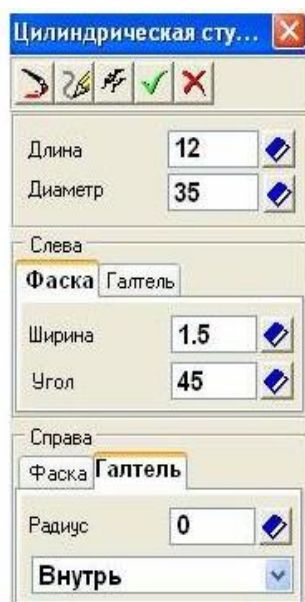 Цилиндрическая сту...
Длина 12
Диаметр 35
Слева
Фаска Галтель
Ширина 1.5
Угол 45
Справа
Фаска Галтель
Радиус 0
Внутрь